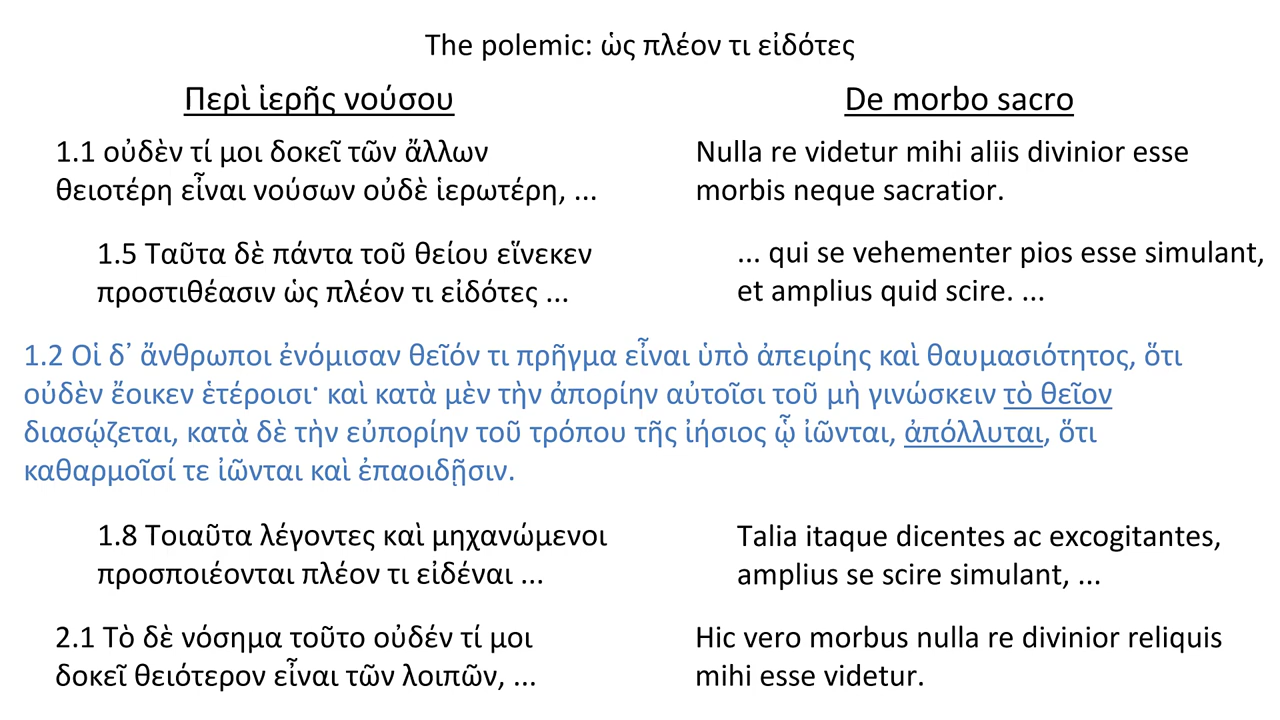 The polemic: ὡς πλέον τι εἰδότες
Περὶ ἱερῆς νούσου
De morbo sacro
1.1 οὐδὲν τί μοι δοκεῖ τῶν ἄλλων
θειοτέρη εἶναι νούσων οὐδὲ ἱερωτέρη, ...
Nulla re videtur mihi aliis divinior esse
morbis neque sacratior.
1.5 Ταῦτα δὲ πάντα τοῦ θείου εἵνεκεν
προστιθέασιν ὡς πλέον τι εἰδότες ...
... qui se vehementer pios esse simulant,
et amplius quid scire. ...
1.2 Οἱ δ᾽ ἄνθρωποι ἐνόμισαν θεῖόν τι πρῆγμα εἶναι ὑπὸ ἀπειρίης καὶ θαυμασιότητος, ὅτι
οὐδὲν ἔοικεν ἑτέροισι· καὶ κατὰ μὲν τὴν ἀπορίην αὐτοῖσι τοῦ μὴ γινώσκειν τὸ θεῖον
διασῴζεται, κατὰ δὲ τὴν εὐπορίην τοῦ τρόπου τῆς ἰήσιος ᾧ ἰῶνται, ἀπόλλυται, ὅτι
καθαρμοῖσί τε ἰῶνται καὶ ἐπαοιδῇσιν.
1.8 Τοιαῦτα λέγοντες καὶ μηχανώμενοι
προσποιέονται πλέον τι εἰδέναι ...
Talia itaque dicentes ac excogitantes,
amplius se scire simulant, ...
2.1 Τὸ δὲ νόσημα τοῦτο οὐδέν τί μοι
δοκεῖ θειότερον εἶναι τῶν λοιπῶν, ...
Hic vero morbus nulla re divinior reliquis
mihi esse videtur.